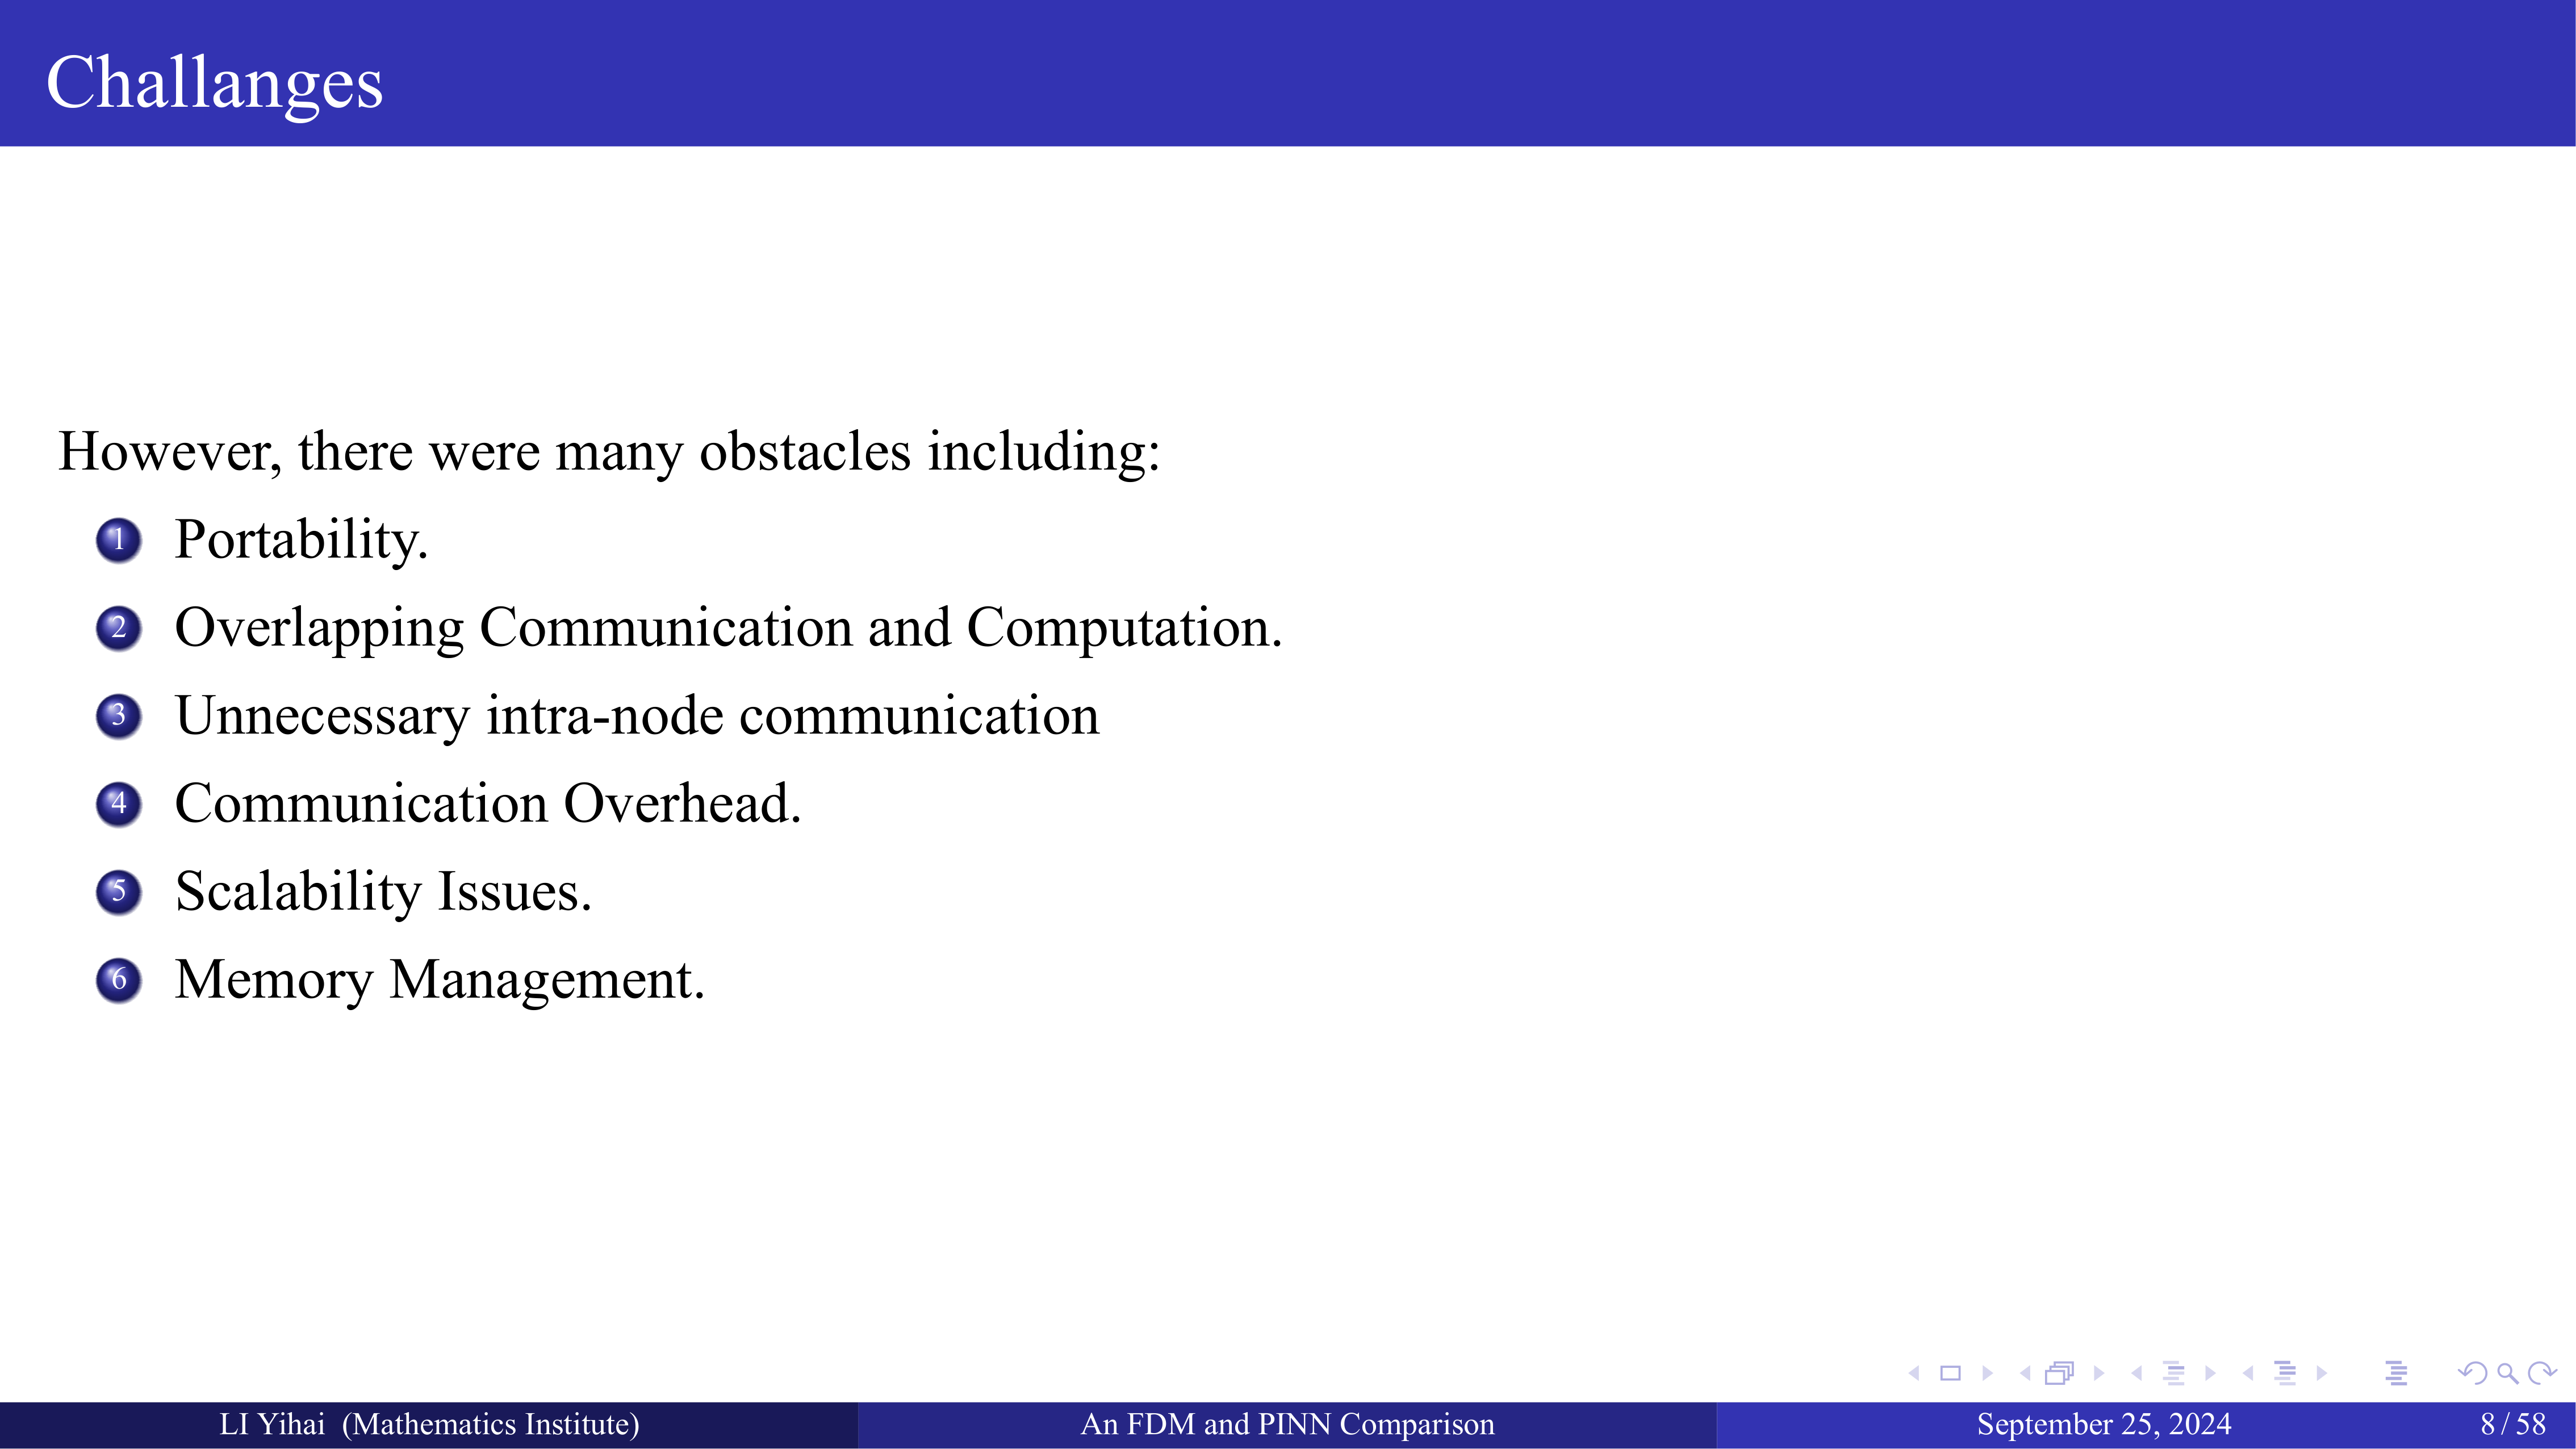 Challanges
However, there were many obstacles including:
1 Portability.
2 Overlapping Communication and Computation.
3 Unnecessary intra-node communication
4 Communication Overhead.
5 Scalability Issues.
6 Memory Management.
LI Yihai (Mathematics Institute) An FDM and PINN Comparison September 25, 2024 8 / 58